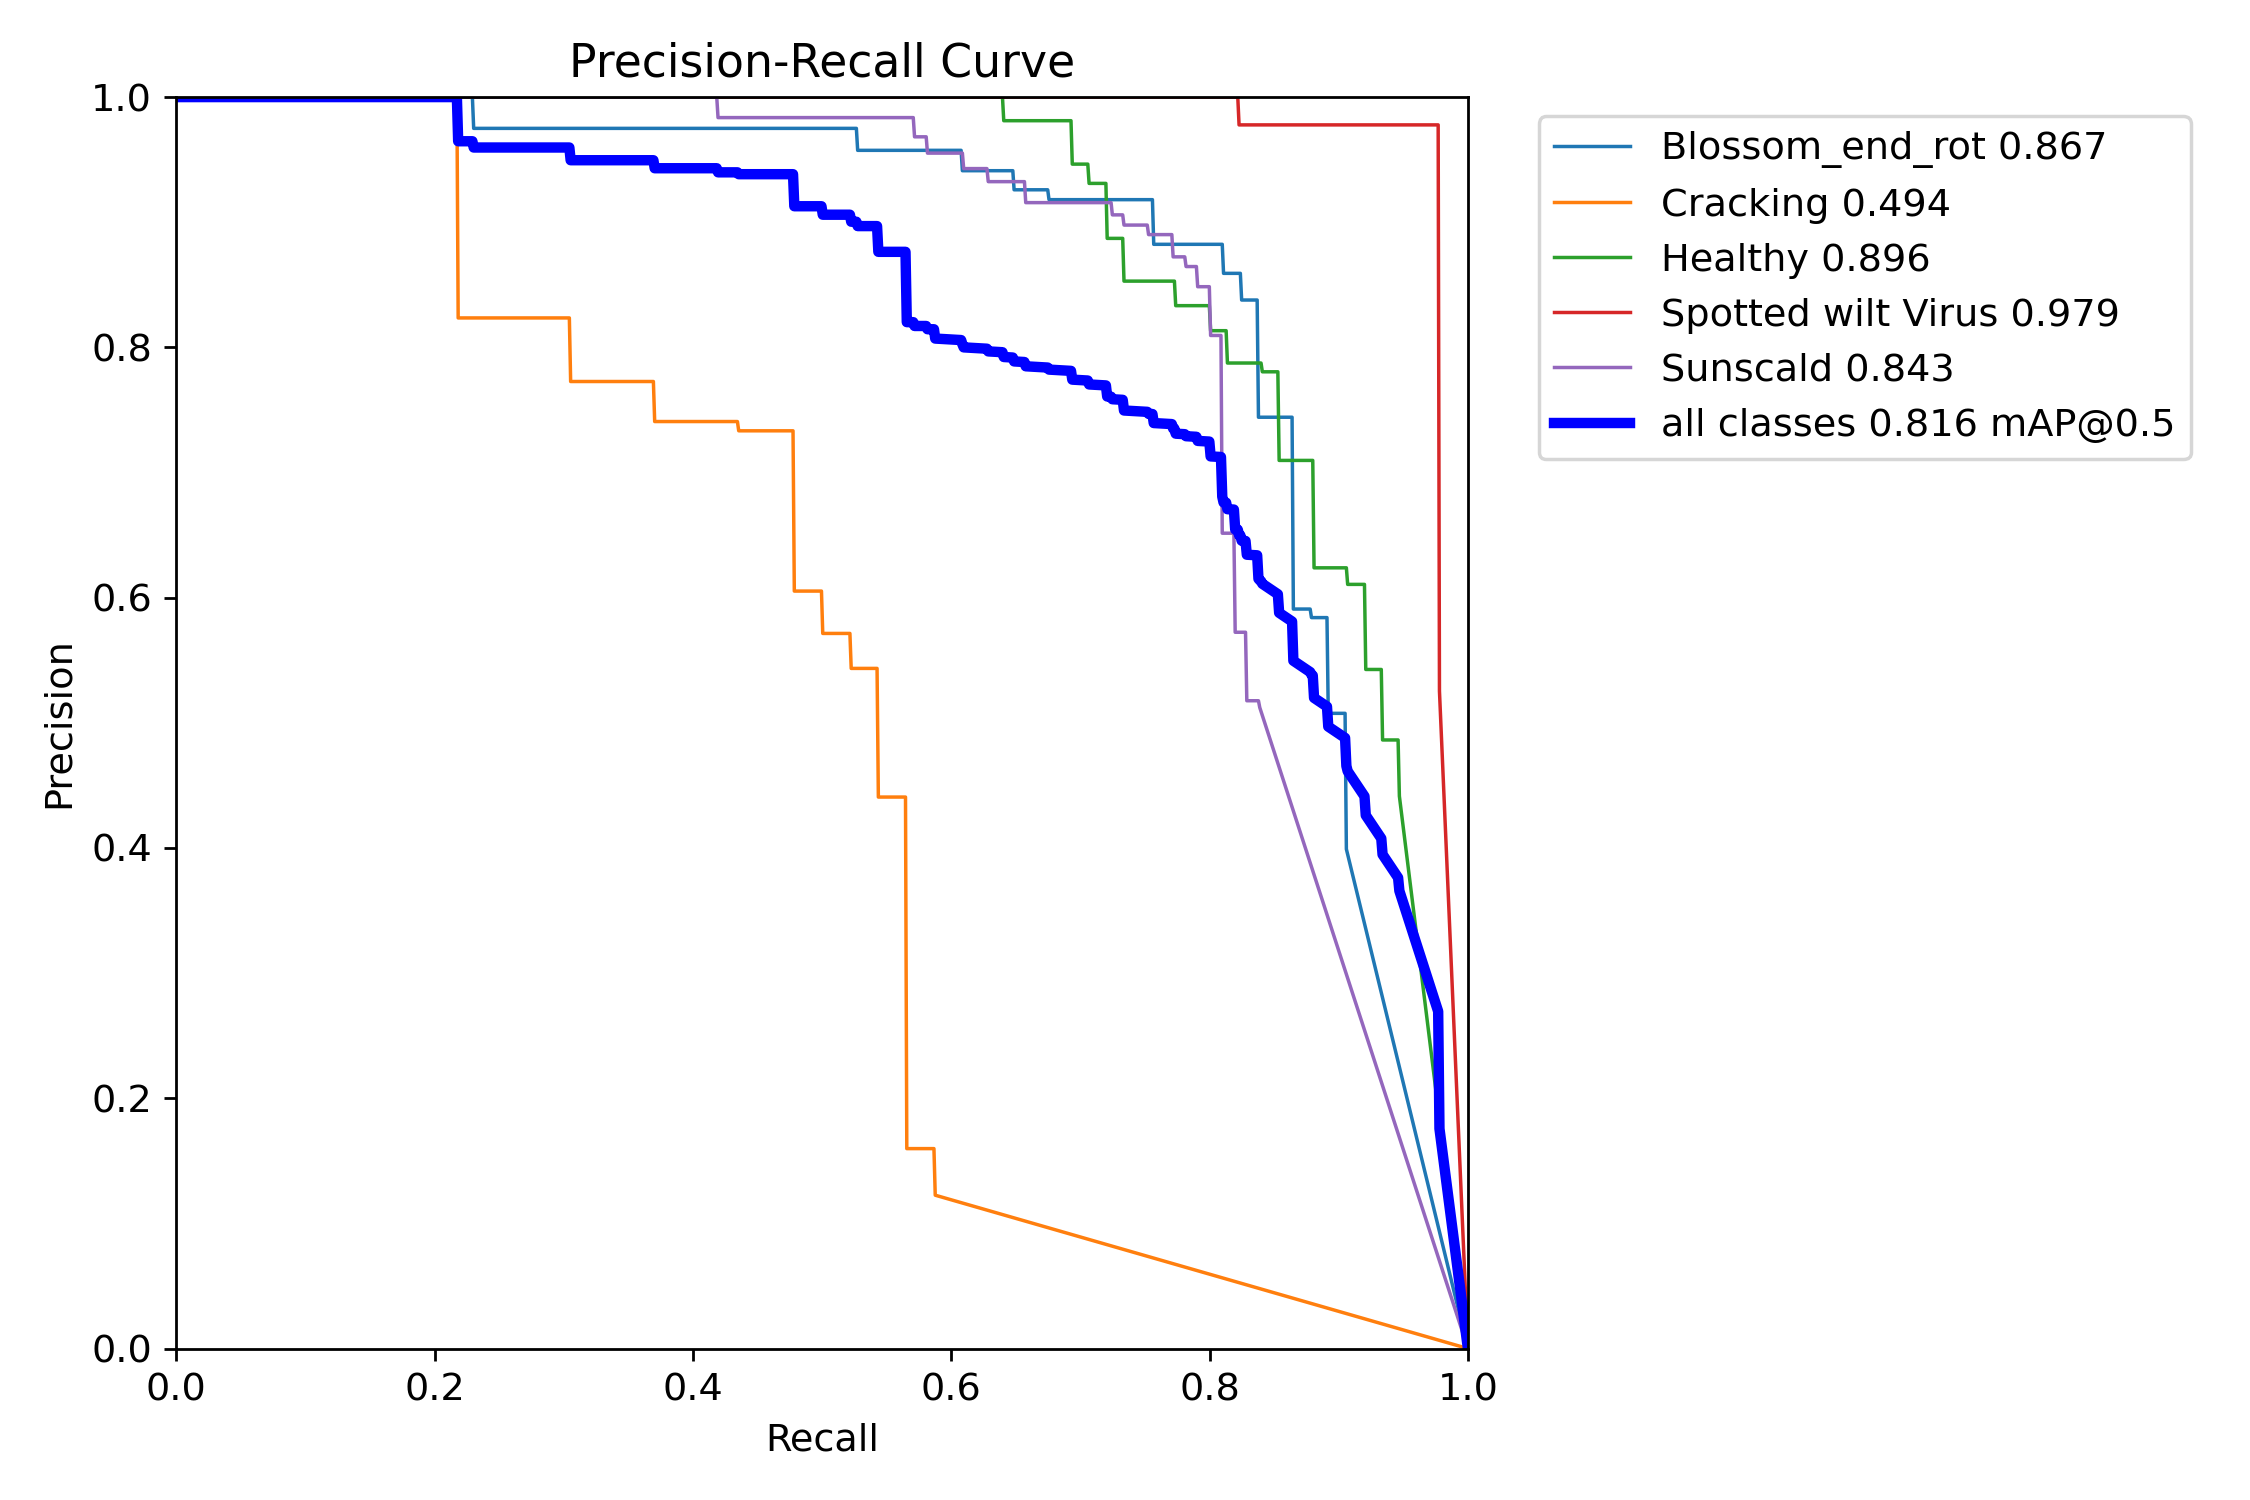 Precision-Recall Curve
1.0
0.8
0.6
0.4
0.2
0.0
Precision
0.0 0.2 0.4 0.6 0.8 1.0
Recall
Blossom_end_rot 0.867
Cracking 0.494
Healthy 0.896
Spotted wilt Virus 0.979
Sunscald 0.843
all classes 0.816 mAP@0.5